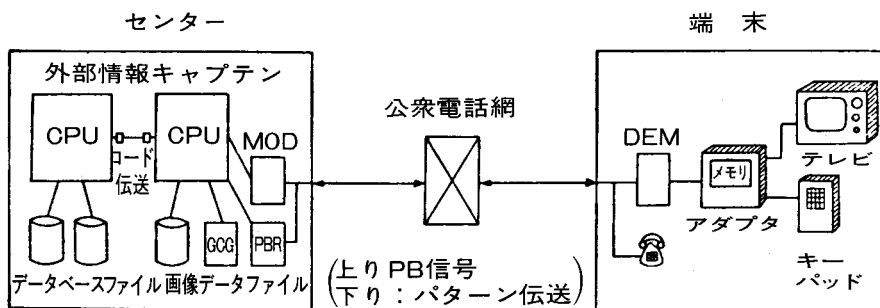 センター
外部情報キャプテン
CPU
CPU
コード
伝送
MOD
GCG
PBR
データベースファイル
画像データファイル
公衆電話網
上りPB信号
下り：パターン伝送
端末
DEM
メモリ
アダプタ
テレビ
キー
パッド